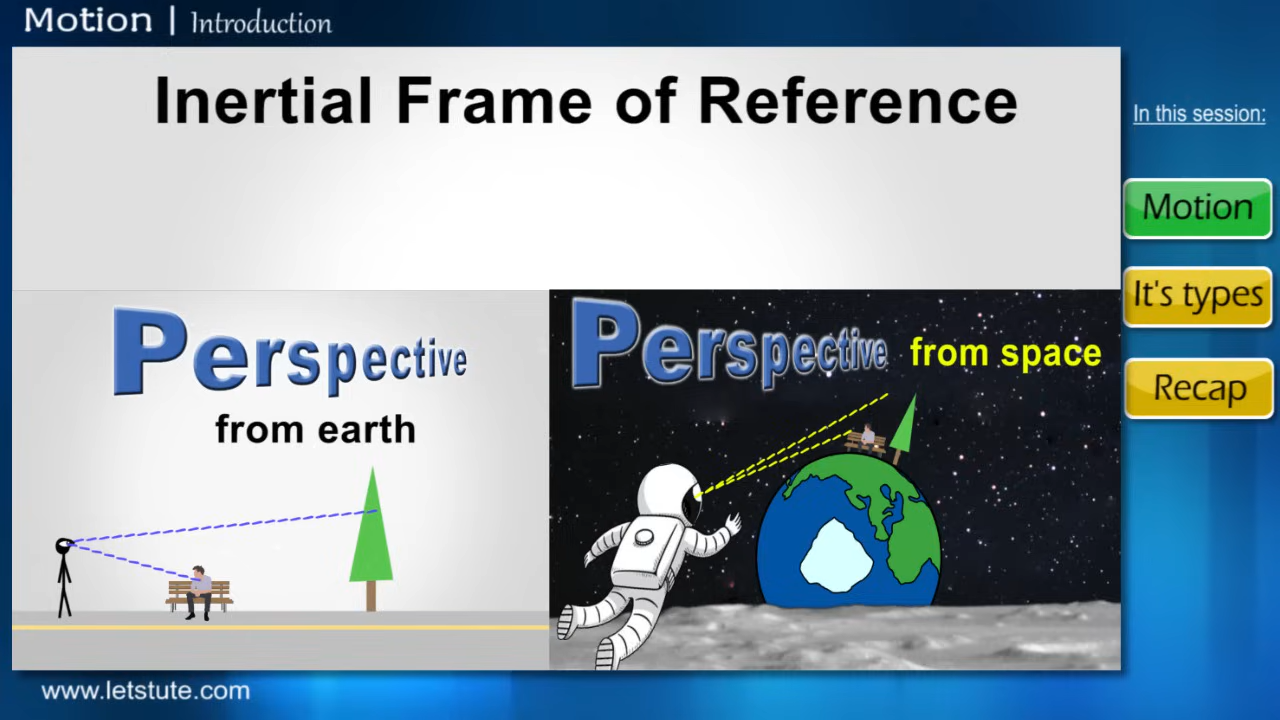 Motion | Introduction
Inertial Frame of Reference
In this session:
Motion
It's types
Recap
Perspective
from earth
Perspective from space
www.letstute.com